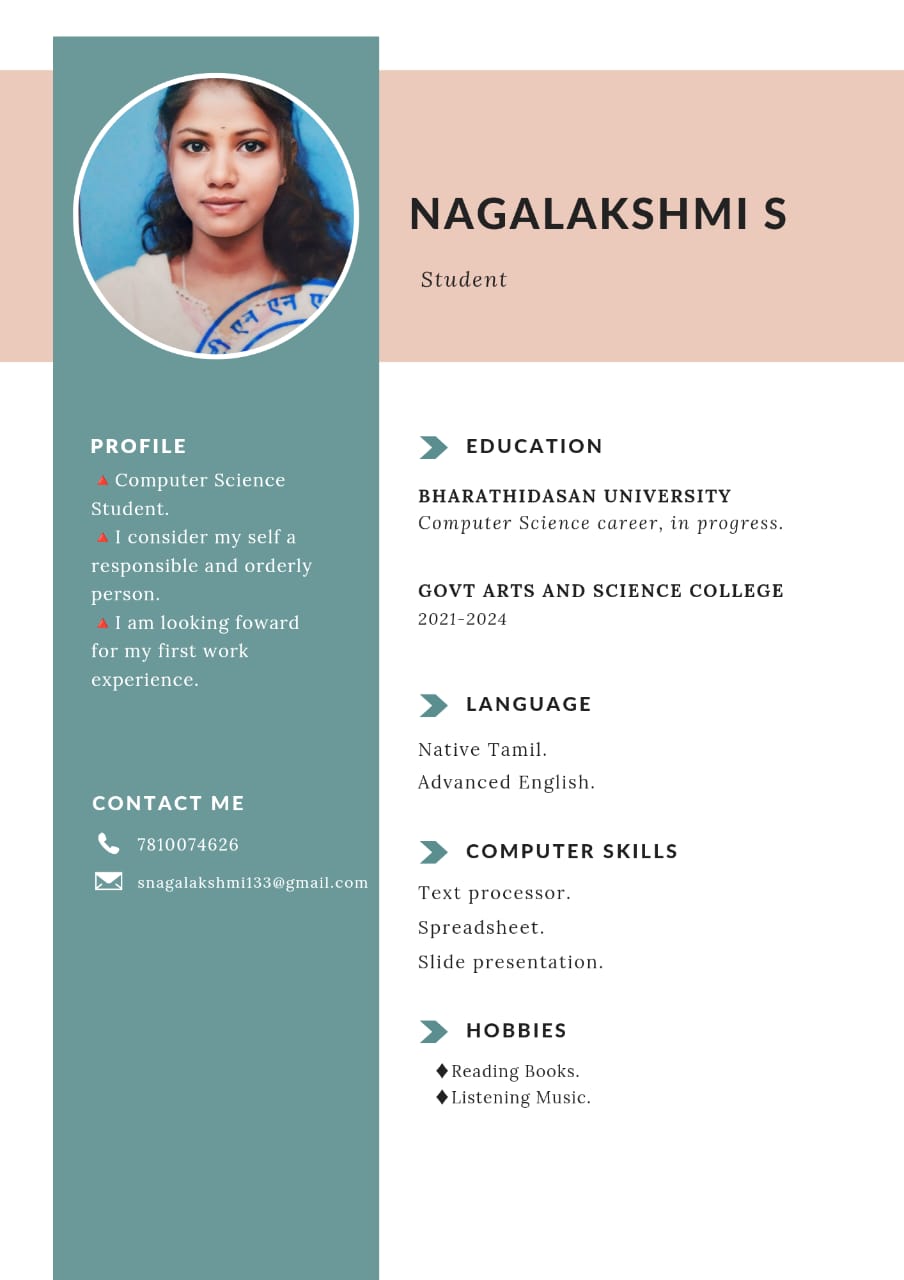 NAGALAKSHMI S
Student
PROFILE
🔺Computer Science
Student.
🔺I consider my self a
responsible and orderly
person.
🔺I am looking foward
for my first work
experience.
CONTACT ME
7810074626
snagalakshmi133@gmail.com
EDUCATION
BHARATHIDASAN UNIVERSITY
Computer Science career, in progress.
GOVT ARTS AND SCIENCE COLLEGE
2021-2024
LANGUAGE
Native Tamil.
Advanced English.
COMPUTER SKILLS
Text processor.
Spreadsheet.
Slide presentation.
HOBBIES
♦Reading Books.
♦Listening Music.
एन एन